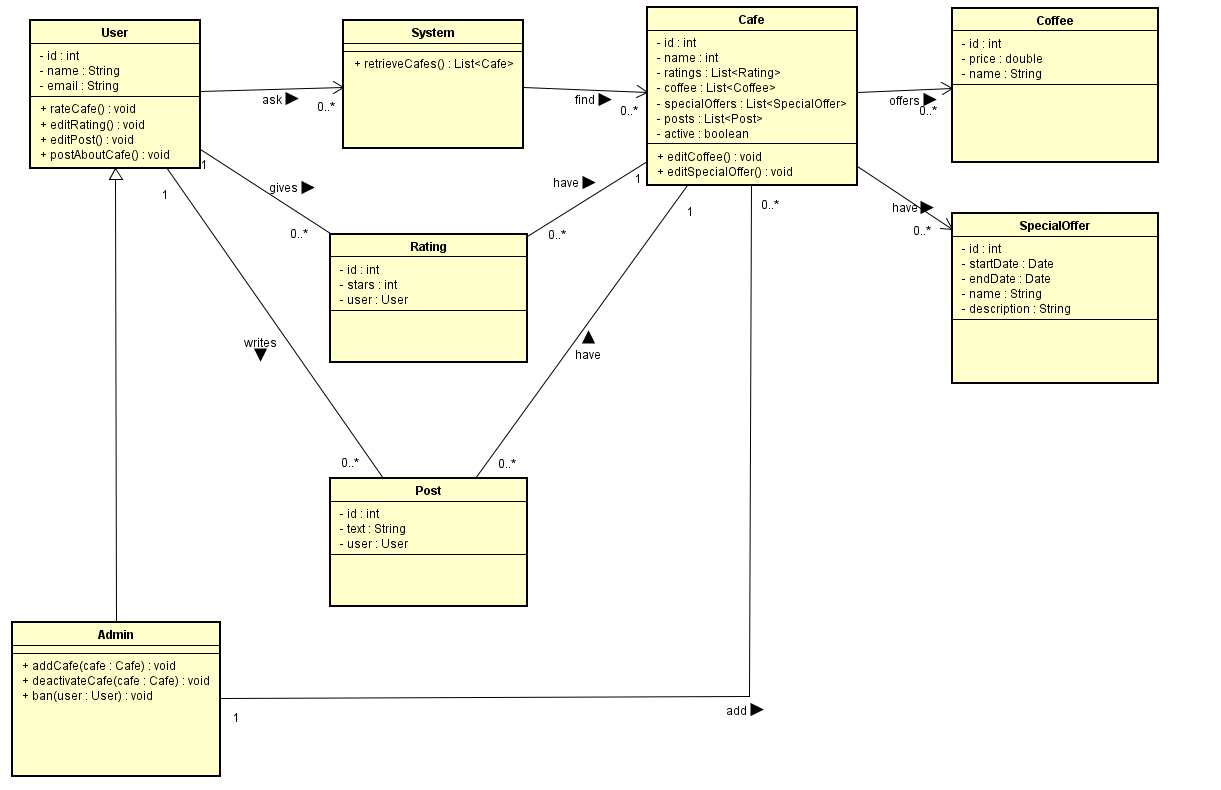 User
- id : int
- name : String
- email : String
+ rateCafe() : void
+ editRating() : void
+ editPost() : void
+ postAboutCafe() : void
ask
0..*
System
+ retrieveCafes() : List<Cafe>
find
0..*
Cafe
- id : int
- name : int
- ratings : List<Rating>
- coffee : List<Coffee>
- specialOffers : List<SpecialOffer>
- posts : List<Post>
- active : boolean
+ editCoffee() : void
+ editSpecialOffer() : void
offers
0..*
Coffee
- id : int
- price : double
- name : String
1
gives
0..*
have
1
0..*
1
writes
0..*
1
have
0..*
0..*
have
0..*
SpecialOffer
- id : int
- startDate : Date
- endDate : Date
- name : String
- description : String
Rating
- id : int
- stars : int
- user : User
Post
- id : int
- text : String
- user : User
Admin
+ addCafe(cafe : Cafe) : void
+ deactivateCafe(cafe : Cafe) : void
+ ban(user : User) : void
1
add